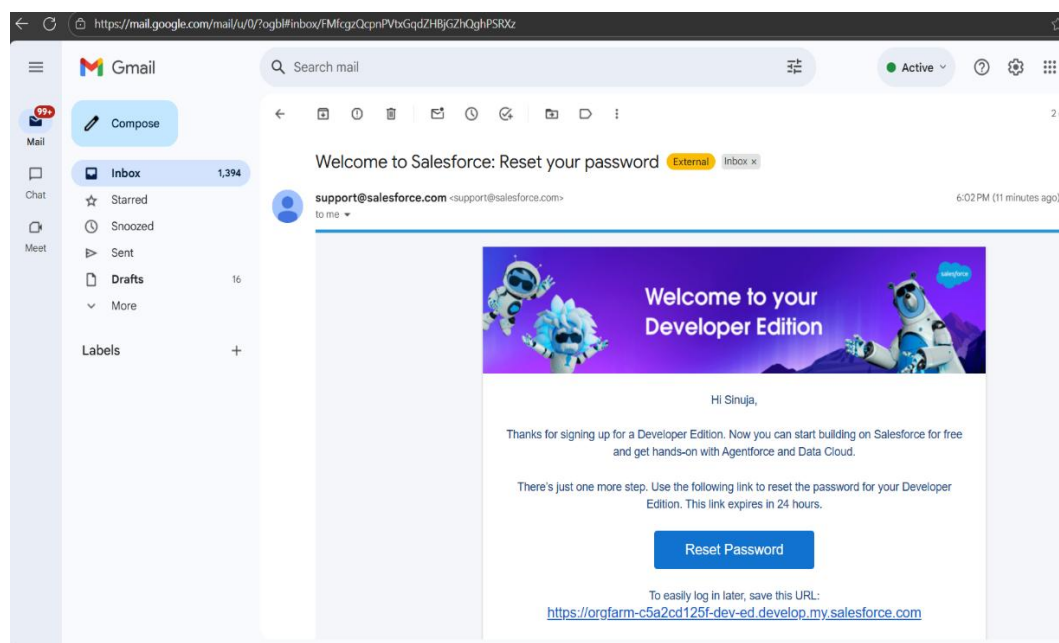 https://mail.google.com/mail/u/0/?ogbl#inbox/FMfcgzQcpnPVtxGqdZHBjGZhQghPSRXz
Gmail
Search mail
Active
99+
Mail
Chat
Meet
Compose
Inbox 1,394
Starred
Snoozed
Sent
Drafts 16
More
Labels
Welcome to Salesforce: Reset your password External Inbox x
support@salesforce.com <support@salesforce.com> 6:02 PM (11 minutes ago)
to me
salesforce
Welcome to your
Developer Edition
Hi Sinuja,
Thanks for signing up for a Developer Edition. Now you can start building on Salesforce for free
and get hands-on with Agentforce and Data Cloud.
There's just one more step. Use the following link to reset the password for your Developer
Edition. This link expires in 24 hours.
Reset Password
To easily log in later, save this URL:
https://orgfarm-c5a2cd125f-dev-ed.develop.my.salesforce.com